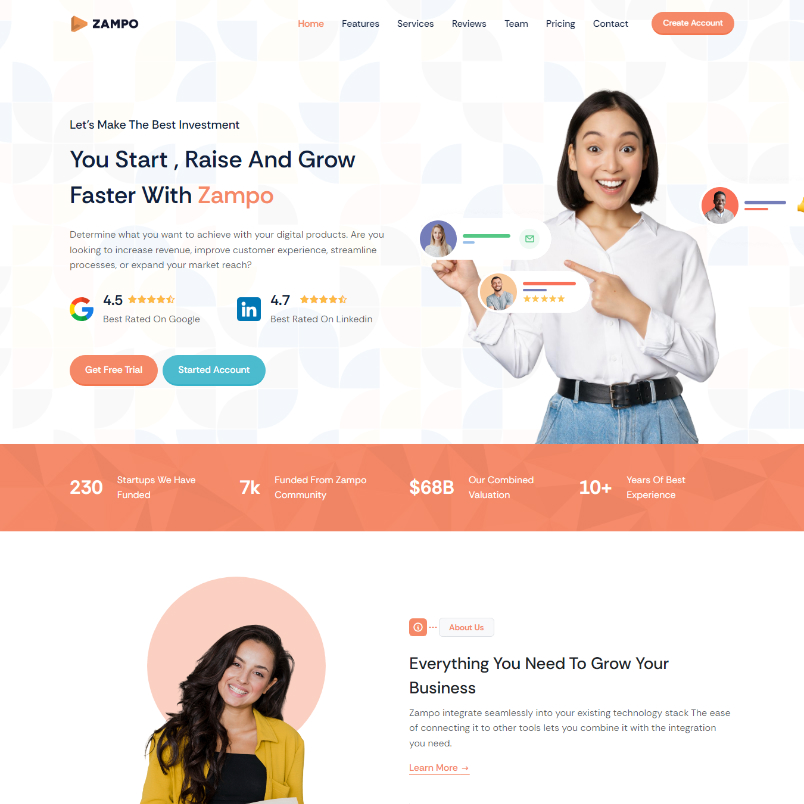 ZAMPO
Home Features Services Reviews Team Pricing Contact Create Account
Let's Make The Best Investment
You Start , Raise And Grow
Faster With Zampo
Determine what you want to achieve with your digital products. Are you
looking to increase revenue, improve customer experience, streamline
processes, or expand your market reach?
4.5
Best Rated On Google
4.7
Best Rated On Linkedin
Get Free Trial
Started Account
230
Startups We Have
Funded
7k
Funded From Zampo
Community
$68B
Our Combined
Valuation
10+
Years Of Best
Experience
About Us
Everything You Need To Grow Your
Business
Zampo integrate seamlessly into your existing technology stack The ease
of connecting it to other tools lets you combine it with the integration
you need.
Learn More →